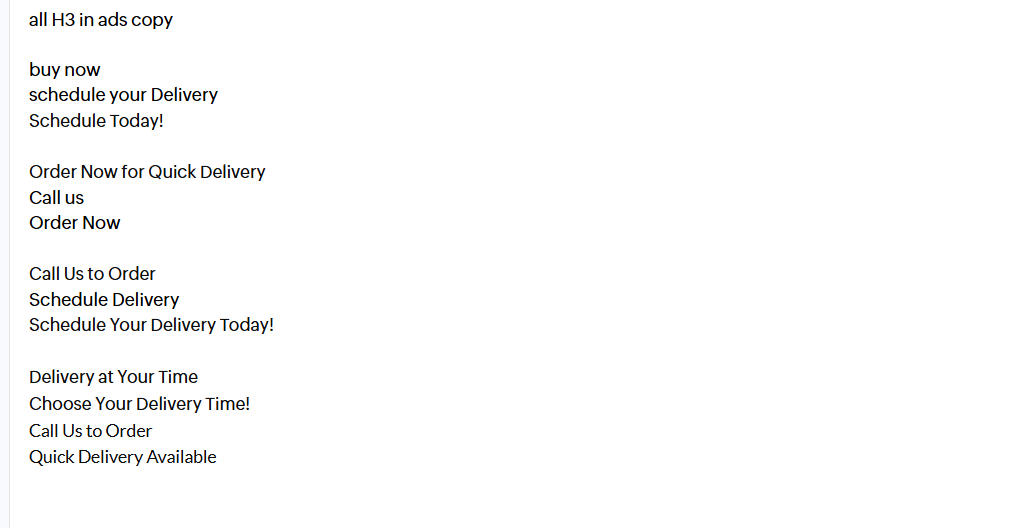 all H3 in ads copy
buy now
schedule your Delivery
Schedule Today!
Order Now for Quick Delivery
Call us
Order Now
Call Us to Order
Schedule Delivery
Schedule Your Delivery Today!
Delivery at Your Time
Choose Your Delivery Time!
Call Us to Order
Quick Delivery Available